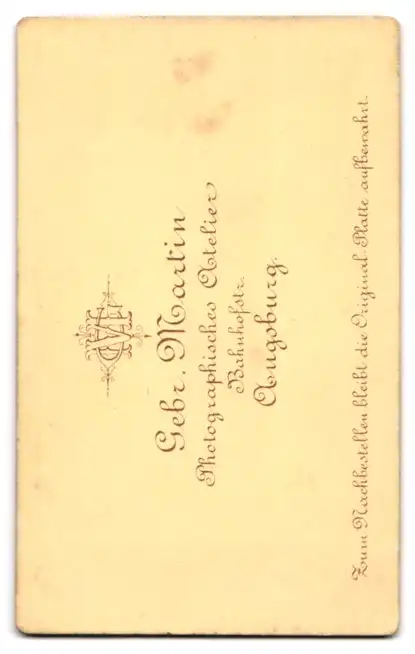 Gebr. Martin
Photographisches Atelier
Bahnhofstr.
Augsburg.
Zum Nachbestellen bleibt die Original-Platte aufbewahrt.